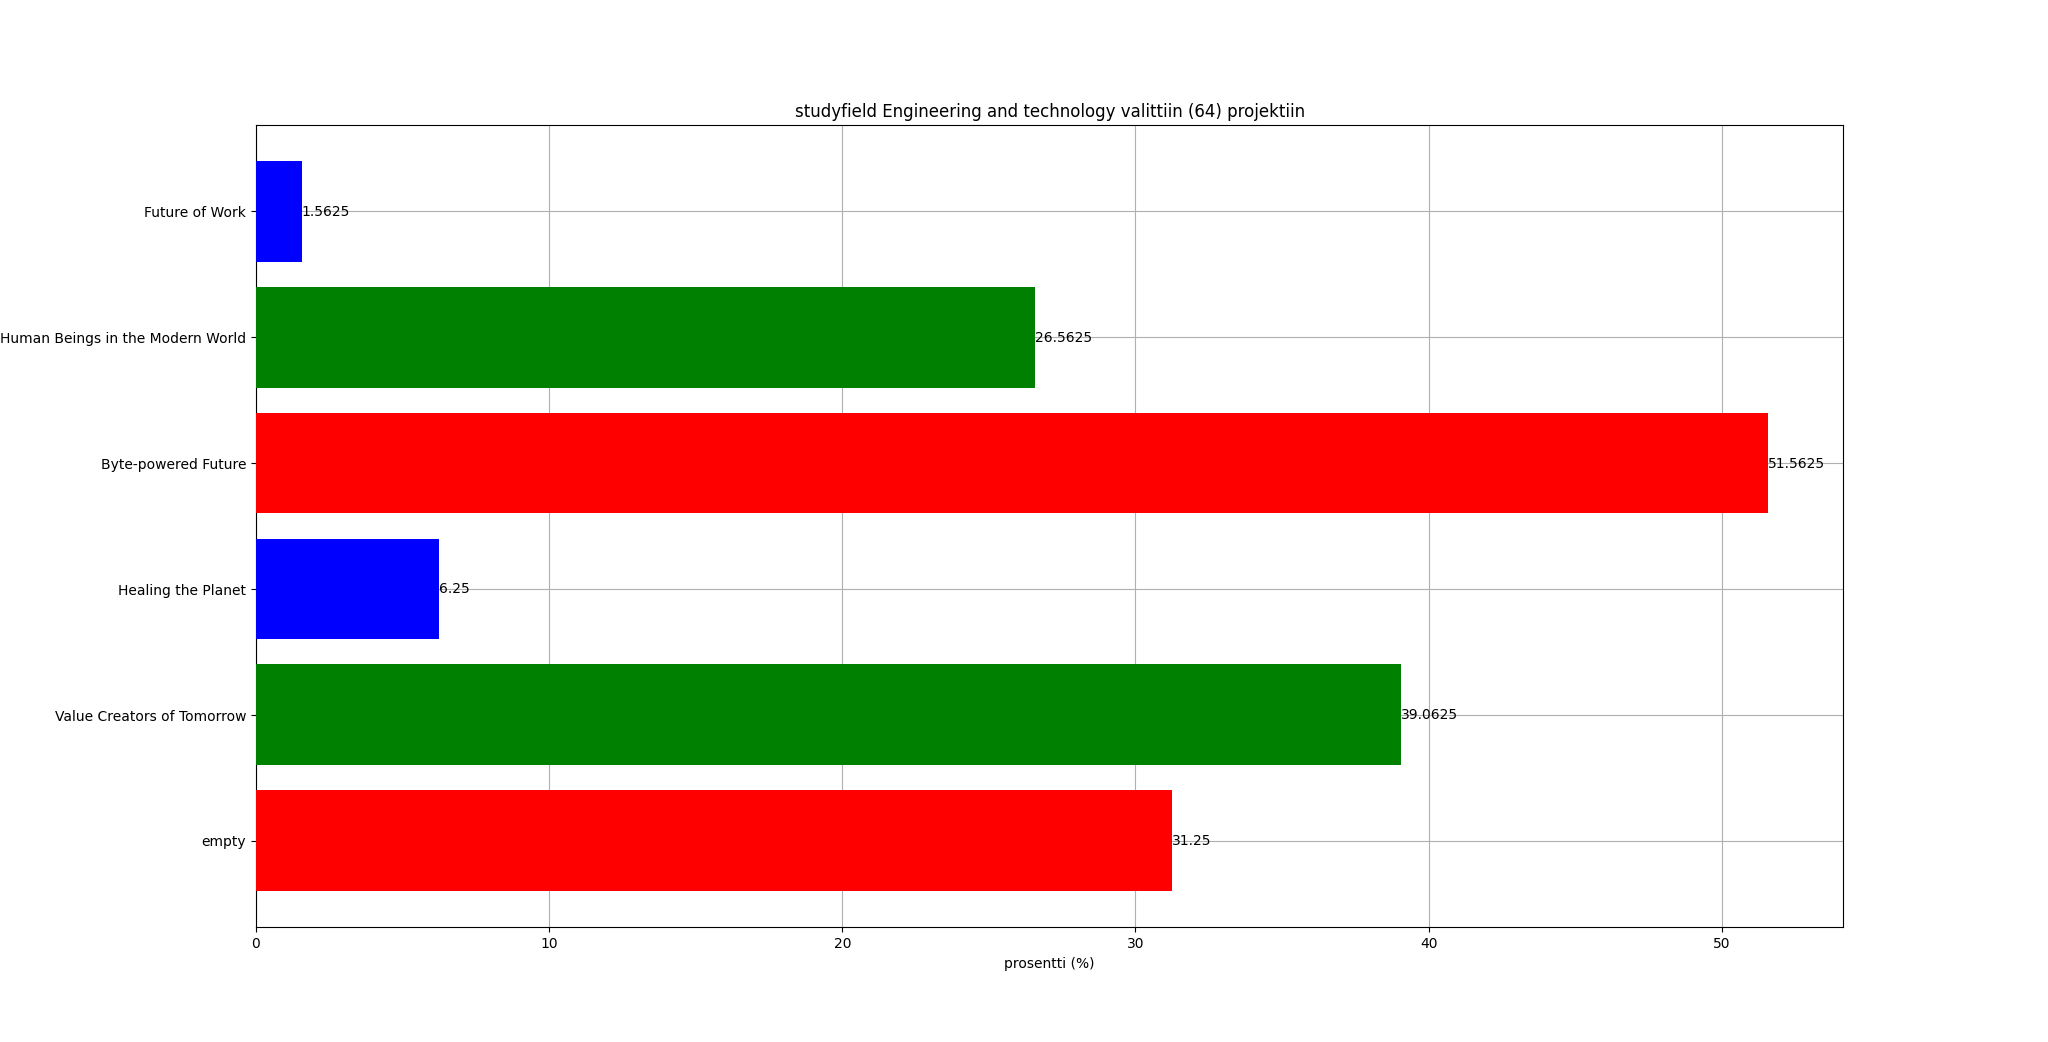 studyfield Engineering and technology valittiin (64) projektiin
Future of Work
1.5625
Human Beings in the Modern World
26.5625
Byte-powered Future
51.5625
Healing the Planet
6.25
Value Creators of Tomorrow
39.0625
empty
31.25
0 10 20 30 40 50
prosentti (%)